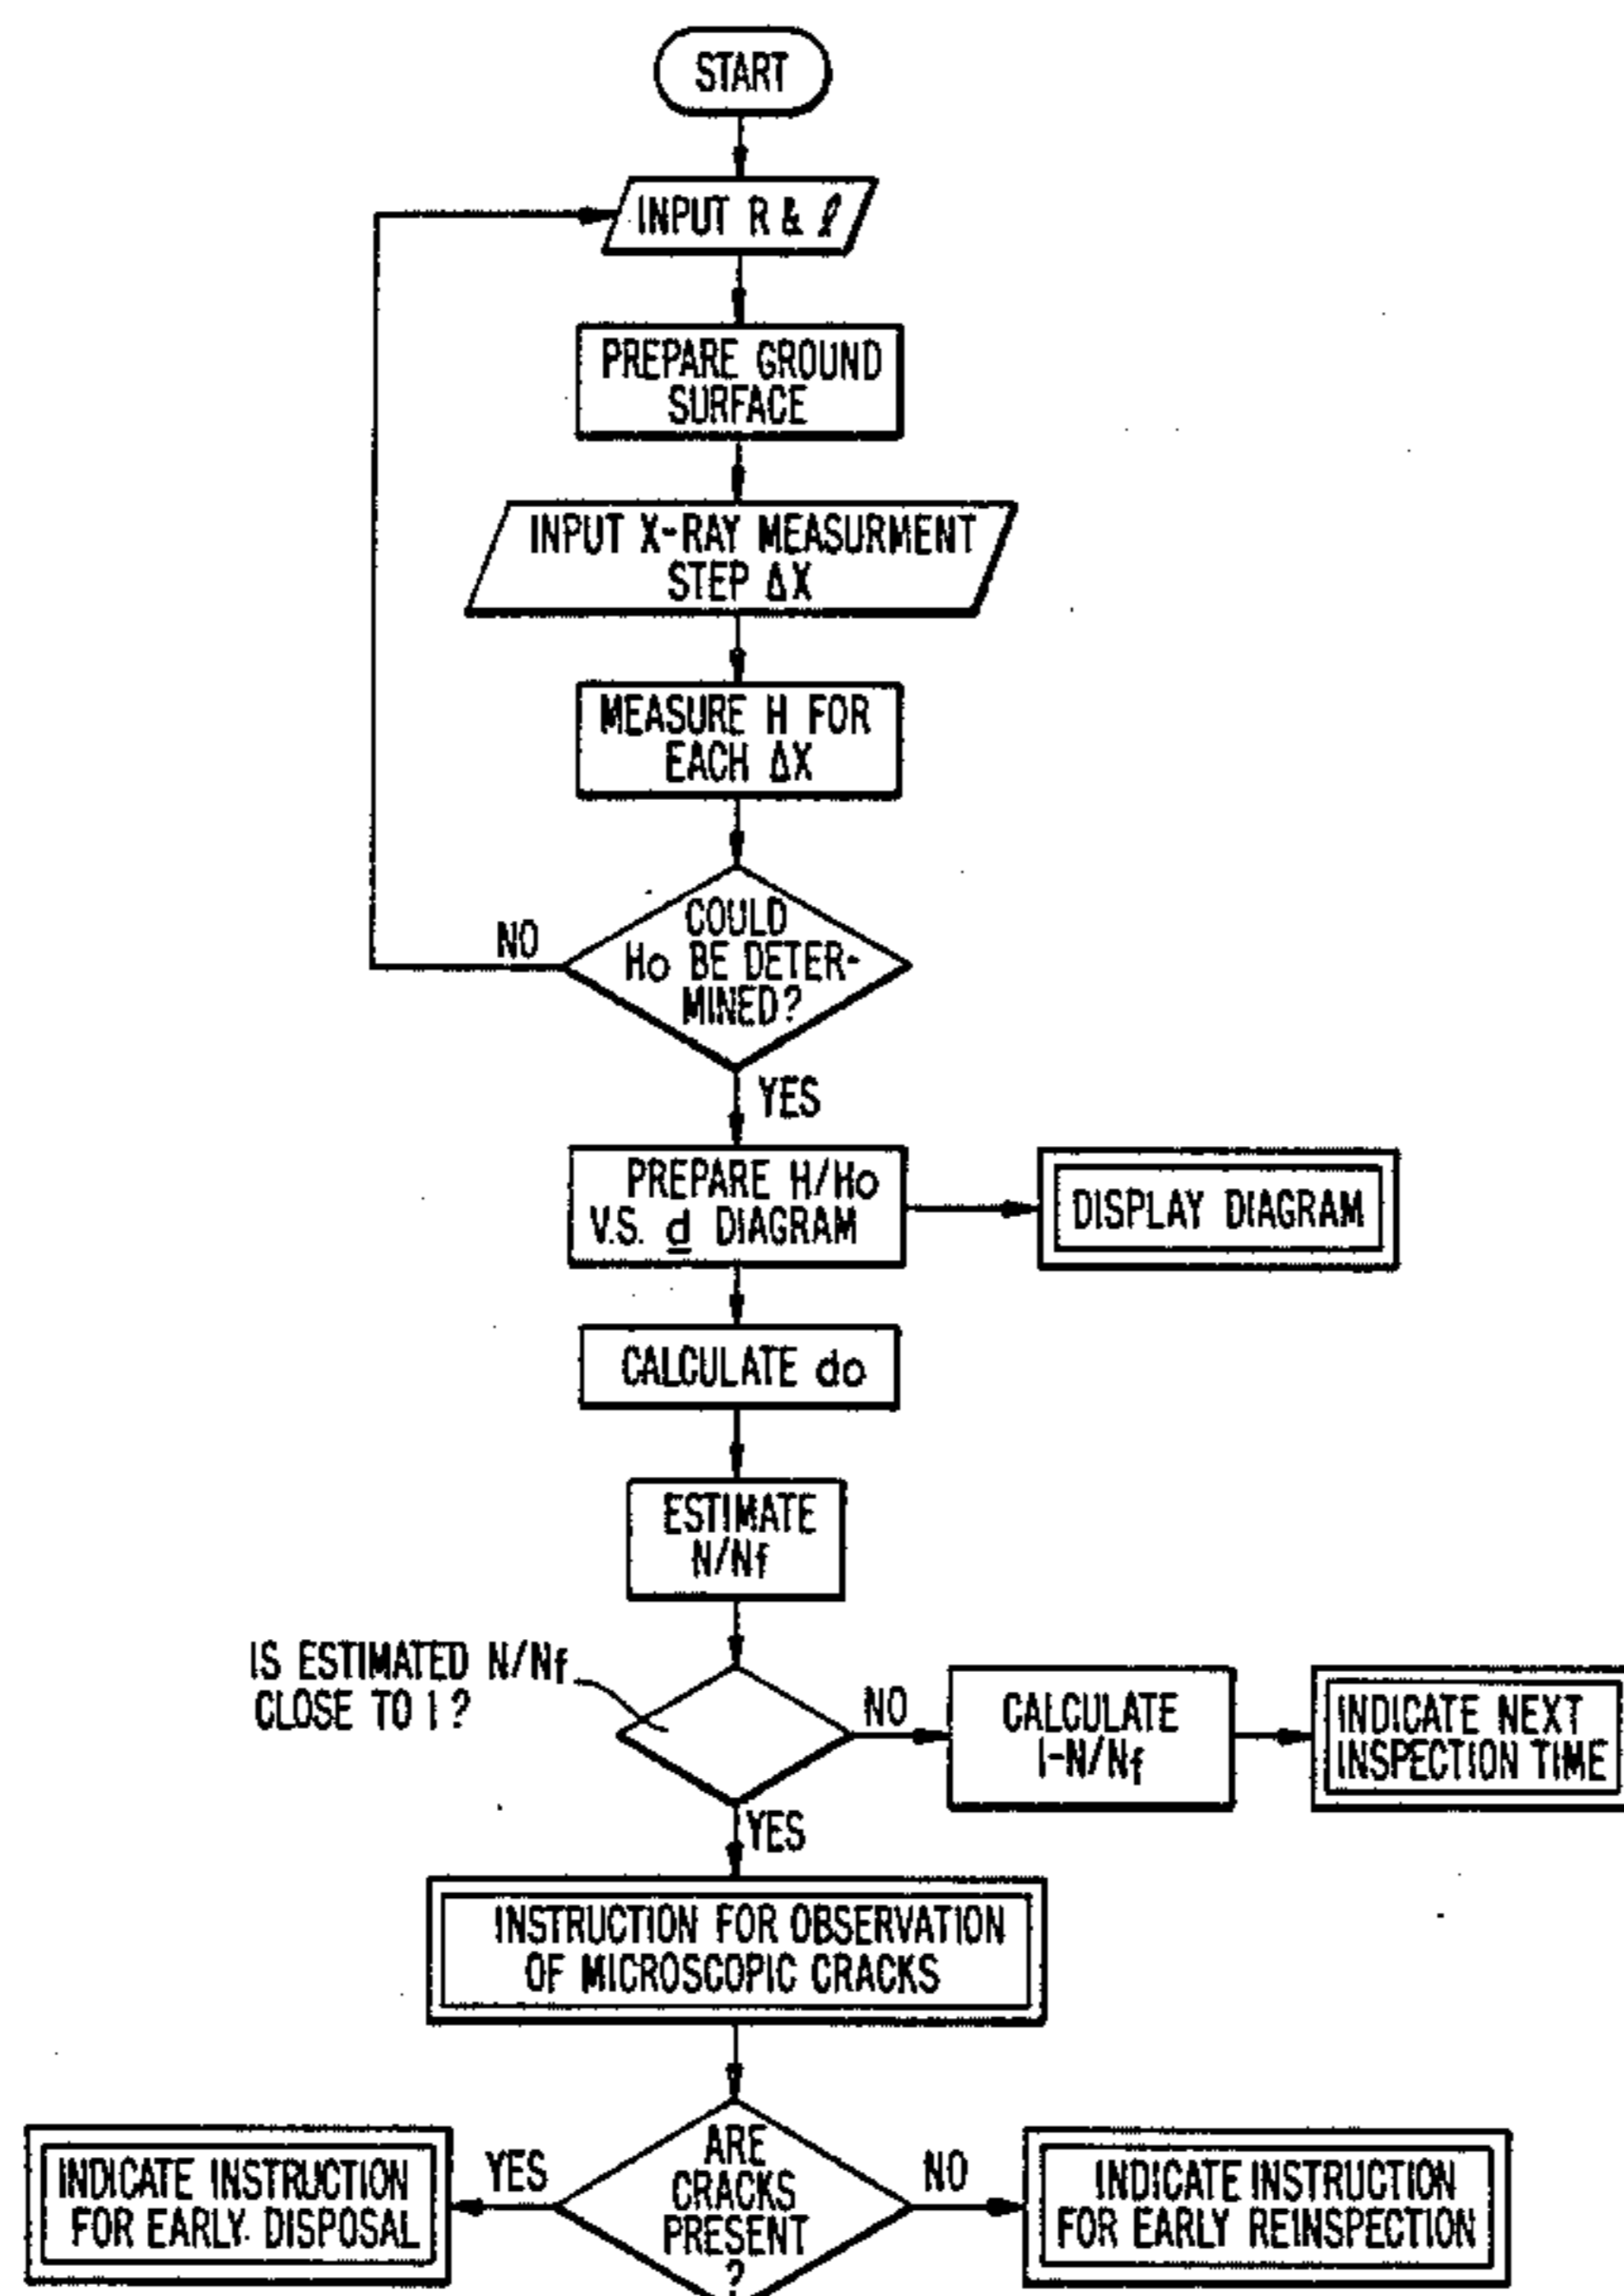 START
INPUT R & ℓ
PREPARE GROUND
SURFACE
INPUT X-RAY MEASURMENT
STEP ΔX
MEASURE H FOR
EACH ΔX
COULD
Ho BE DETER-
MINED?
NO
YES
PREPARE H/Ho
V.S. d DIAGRAM
DISPLAY DIAGRAM
CALCULATE do
ESTIMATE
N/Nf
IS ESTIMATED N/Nf
CLOSE TO 1 ?
NO
CALCULATE
1-N/Nf
INDICATE NEXT
INSPECTION TIME
YES
INSTRUCTION FOR OBSERVATION
OF MICROSCOPIC CRACKS
ARE
CRACKS
PRESENT
?
YES
INDICATE INSTRUCTION
FOR EARLY DISPOSAL
NO
INDICATE INSTRUCTION
FOR EARLY REINSPECTION